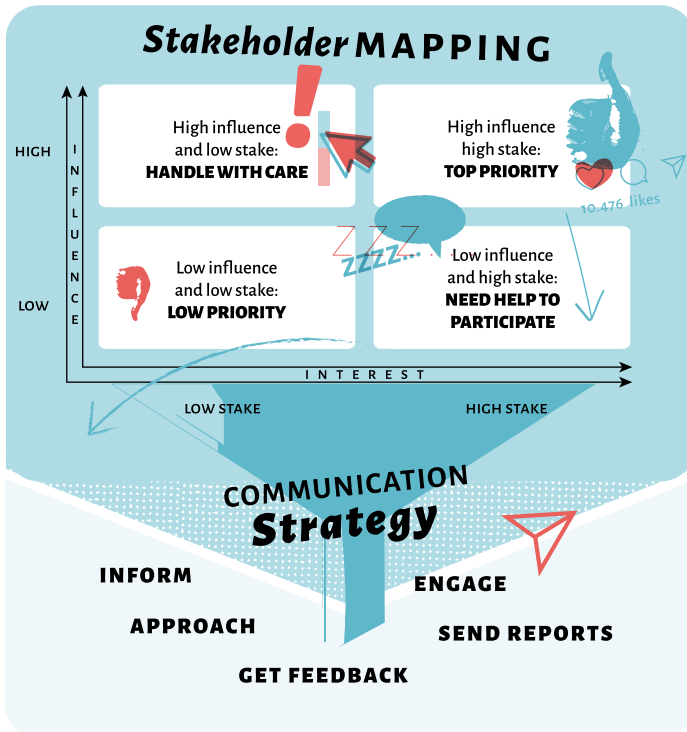 Stakeholder MAPPING
HIGH
INFLUENCE
LOW
High influence
and low stake:
HANDLE WITH CARE
High influence
high stake:
TOP PRIORITY
10.476 likes
Low influence
and low stake:
LOW PRIORITY
ZZZ...
ZZZZ...
Low influence
and high stake:
NEED HELP TO
PARTICIPATE
INTEREST
LOW STAKE
HIGH STAKE
COMMUNICATION
Strategy
INFORM
ENGAGE
APPROACH
SEND REPORTS
GET FEEDBACK